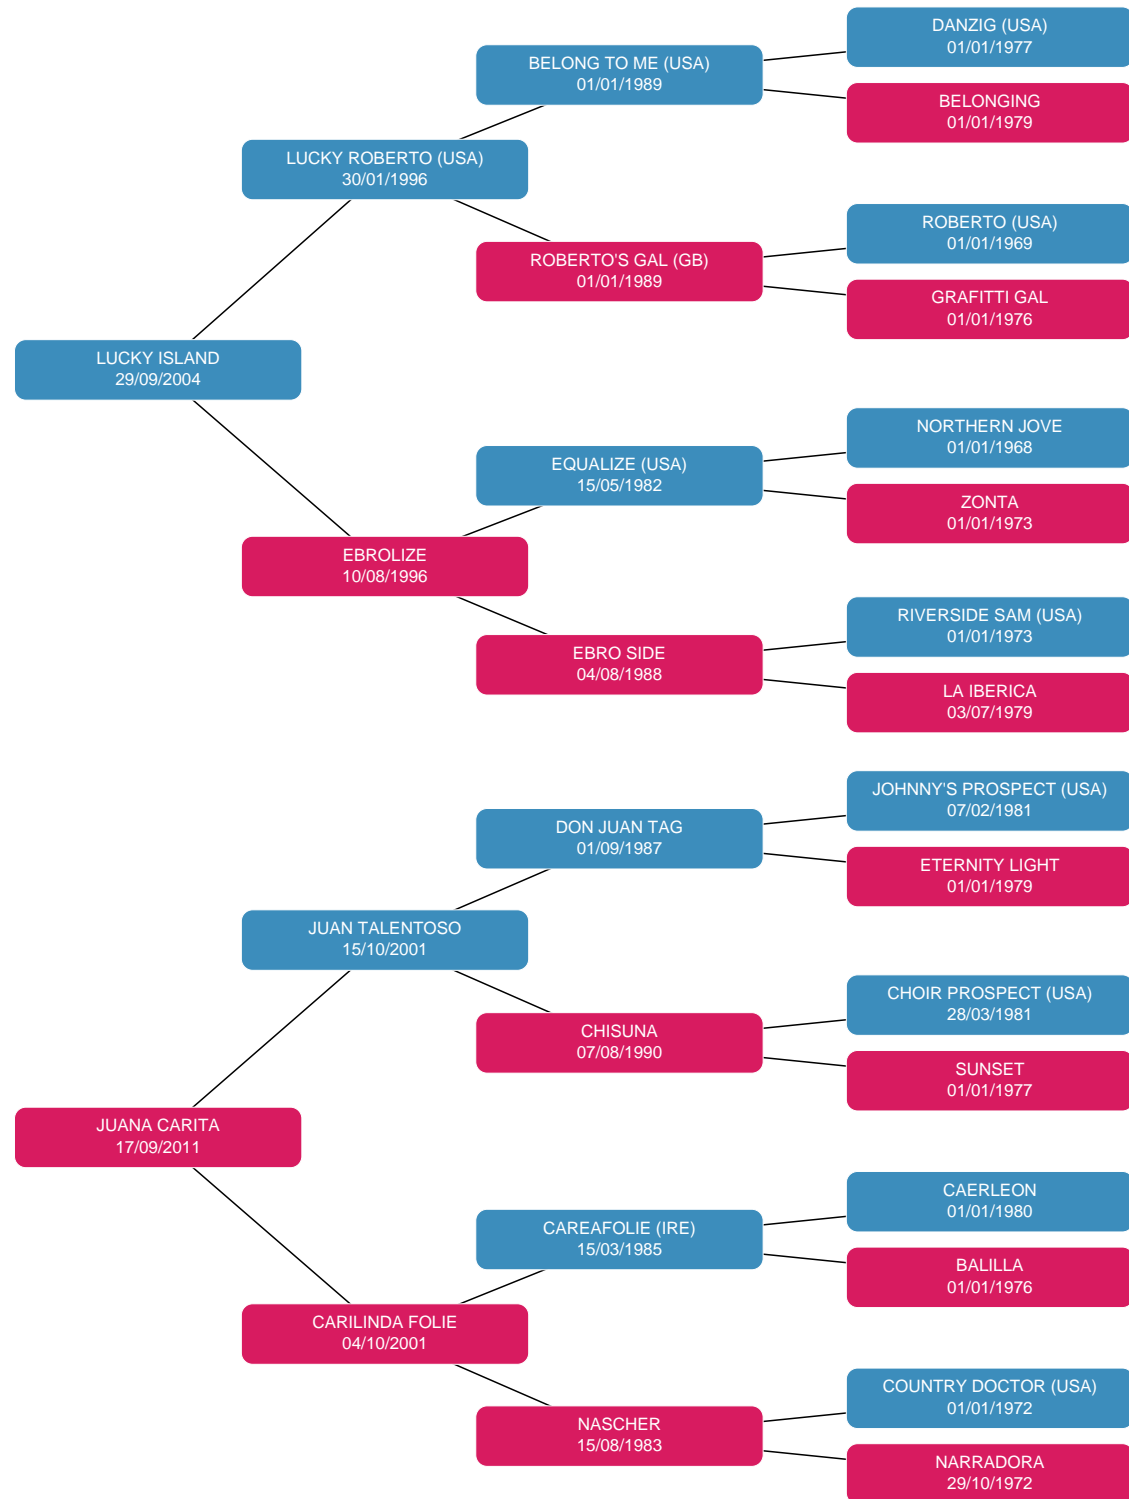 DANZIG (USA)
01/01/1977
BELONG TO ME (USA)
01/01/1989
BELONGING
01/01/1979
LUCKY ROBERTO (USA)
30/01/1996
ROBERTO (USA)
01/01/1969
ROBERTO'S GAL (GB)
01/01/1989
GRAFITTI GAL
01/01/1976
LUCKY ISLAND
29/09/2004
NORTHERN JOVE
01/01/1968
EQUALIZE (USA)
15/05/1982
ZONTA
01/01/1973
EBROLIZE
10/08/1996
RIVERSIDE SAM (USA)
01/01/1973
EBRO SIDE
04/08/1988
LA IBERICA
03/07/1979
JOHNNY'S PROSPECT (USA)
07/02/1981
DON JUAN TAG
01/09/1987
ETERNITY LIGHT
01/01/1979
JUAN TALENTOSO
15/10/2001
CHOIR PROSPECT (USA)
28/03/1981
CHISUNA
07/08/1990
SUNSET
01/01/1977
JUANA CARITA
17/09/2011
CAERLEON
01/01/1980
CAREAFOLIE (IRE)
15/03/1985
BALILLA
01/01/1976
CARILINDA FOLIE
04/10/2001
COUNTRY DOCTOR (USA)
01/01/1972
NASCHER
15/08/1983
NARRADORA
29/10/1972